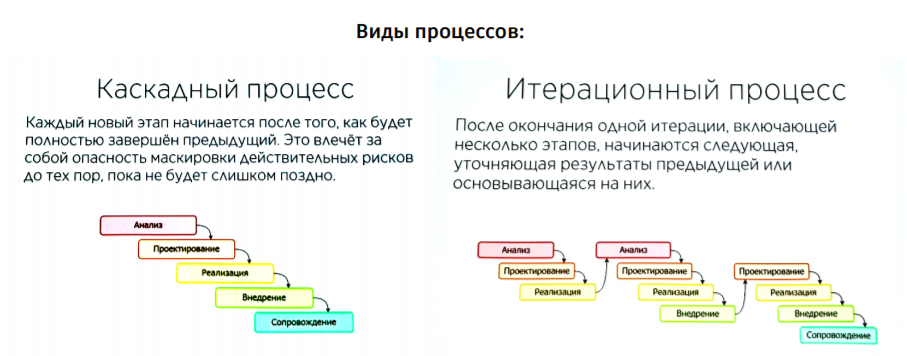 Виды процессов:
Каскадный процесс
Каждый новый этап начинается после того, как будет
полностью завершён предыдущий. Это влечёт за
собой опасность маскировки действительных рисков
до тех пор, пока не будет слишком поздно.
Анализ
Проектирование
Реализация
Внедрение
Сопровождение
Итерационный процесс
После окончания одной итерации, включающей
несколько этапов, начинаются следующая,
уточняющая результаты предыдущей или
основывающаяся на них.
Анализ
Проектирование
Реализация
Анализ
Проектирование
Реализация
Внедрение
Проектирование
Реализация
Внедрение
Сопровождение